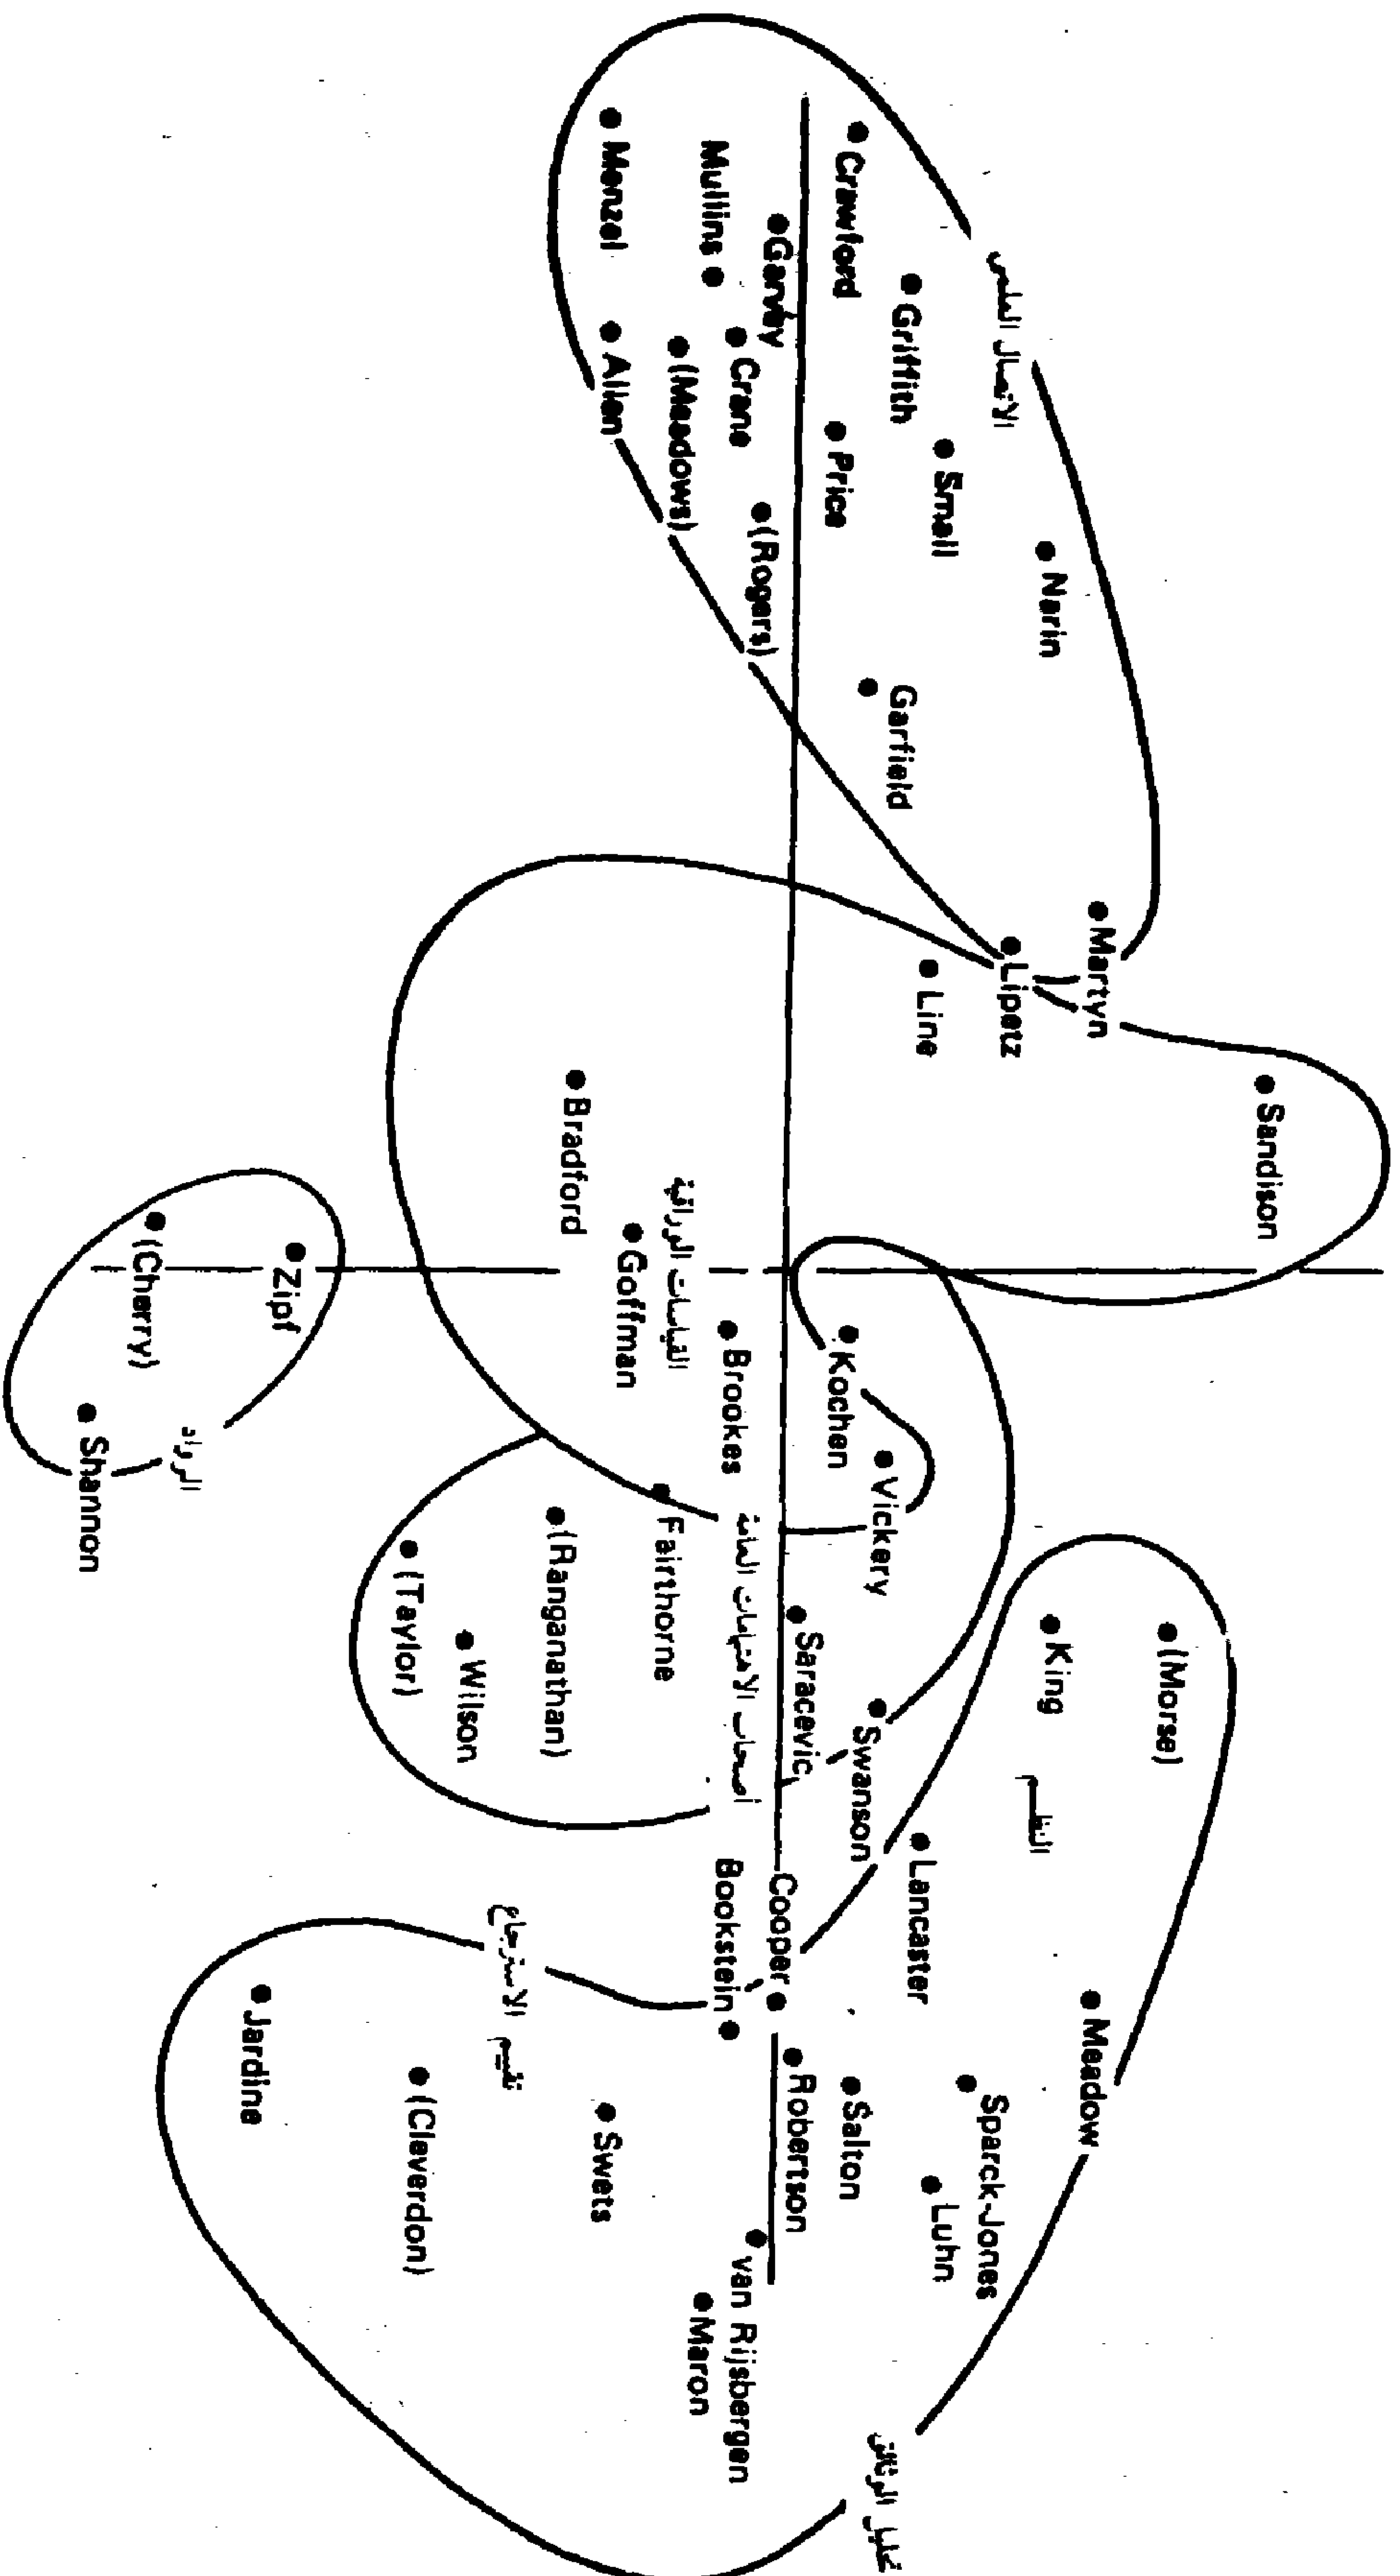 Sandison
(Morse)
Martyn
Meadow
King
Narin
النظم
Lipetz
الاتصال العلمى
Sparck-Jones
Small
Luhn
Line
Lancaster
Griffith
Garfield
تحليل الوثائق
Vickery
Swanson
Crawford
Salton
Kochen
Price
Saracevic
Robertson
Cooper
Garvey
(Rogers)
أصحاب الاهتمامات العامة
van Rijsbergen
Crane
Brookes
Bookstein
Mullins
Maron
(Meadows)
القياسات الوراقية
Fairthorne
Goffman
Menzel
Allen
Swets
Bradford
(Ranganathan)
تقييم الاسترجاع
Wilson
(Cleverdon)
(Taylor)
Zipf
Jardine
الرواد
(Cherry)
Shannon